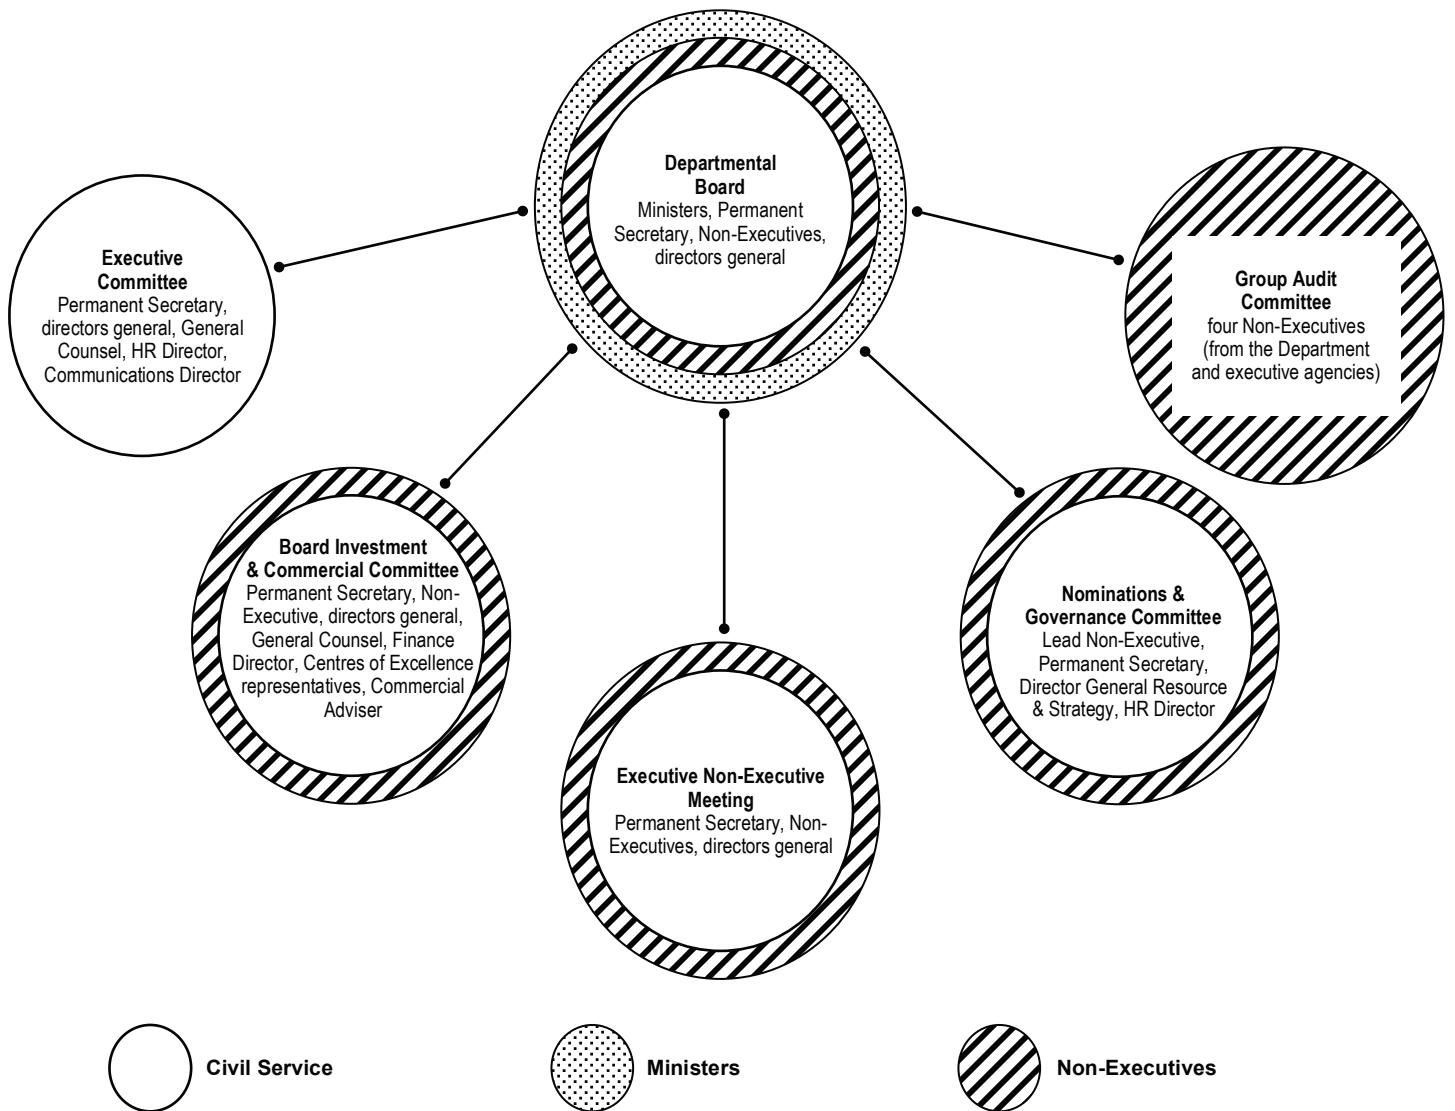 Departmental
Board
Ministers, Permanent
Secretary, Non-Executives,
directors general
Executive
Committee
Permanent Secretary,
directors general, General
Counsel, HR Director,
Communications Director
Group Audit
Committee
four Non-Executives
(from the Department
and executive agencies)
Board Investment
& Commercial Committee
Permanent Secretary, Non-
Executive, directors general,
General Counsel, Finance
Director, Centres of Excellence
representatives, Commercial
Adviser
Nominations &
Governance Committee
Lead Non-Executive,
Permanent Secretary,
Director General Resource
& Strategy, HR Director
Executive Non-Executive
Meeting
Permanent Secretary, Non-
Executives, directors general
Civil Service
Ministers
Non-Executives